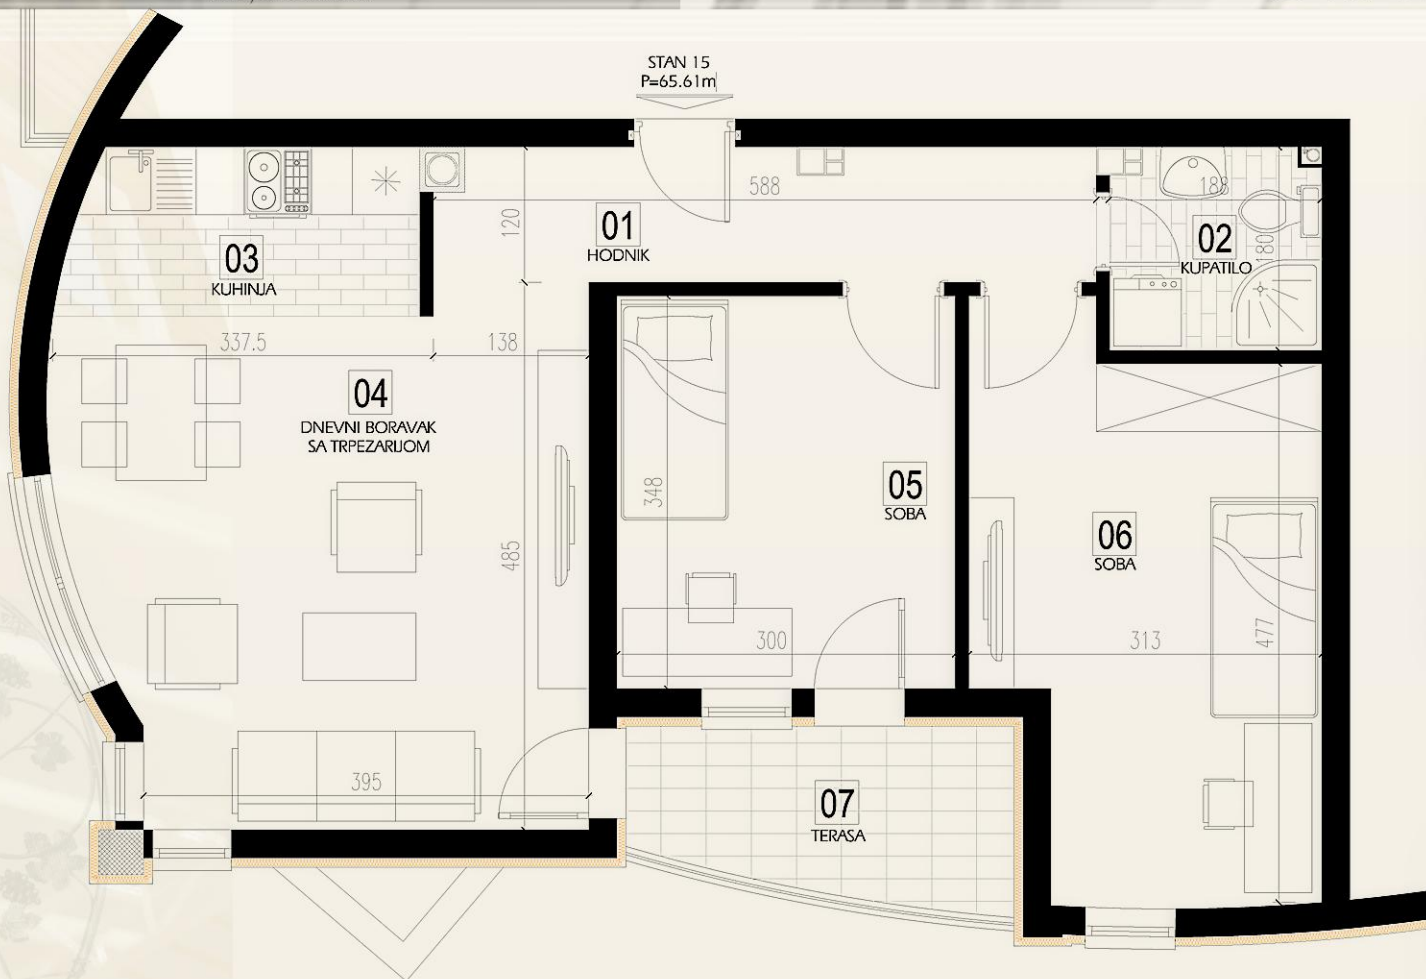 STAN 15
P=65.61m
588
188
120
01
HODNIK
02
KUPATILO
180
03
KUHINJA
337.5
138
04
DNEVNI BORAVAK
SA TRPEZARIJOM
348
05
SOBA
485
06
SOBA
300
313
477
395
07
TERASA